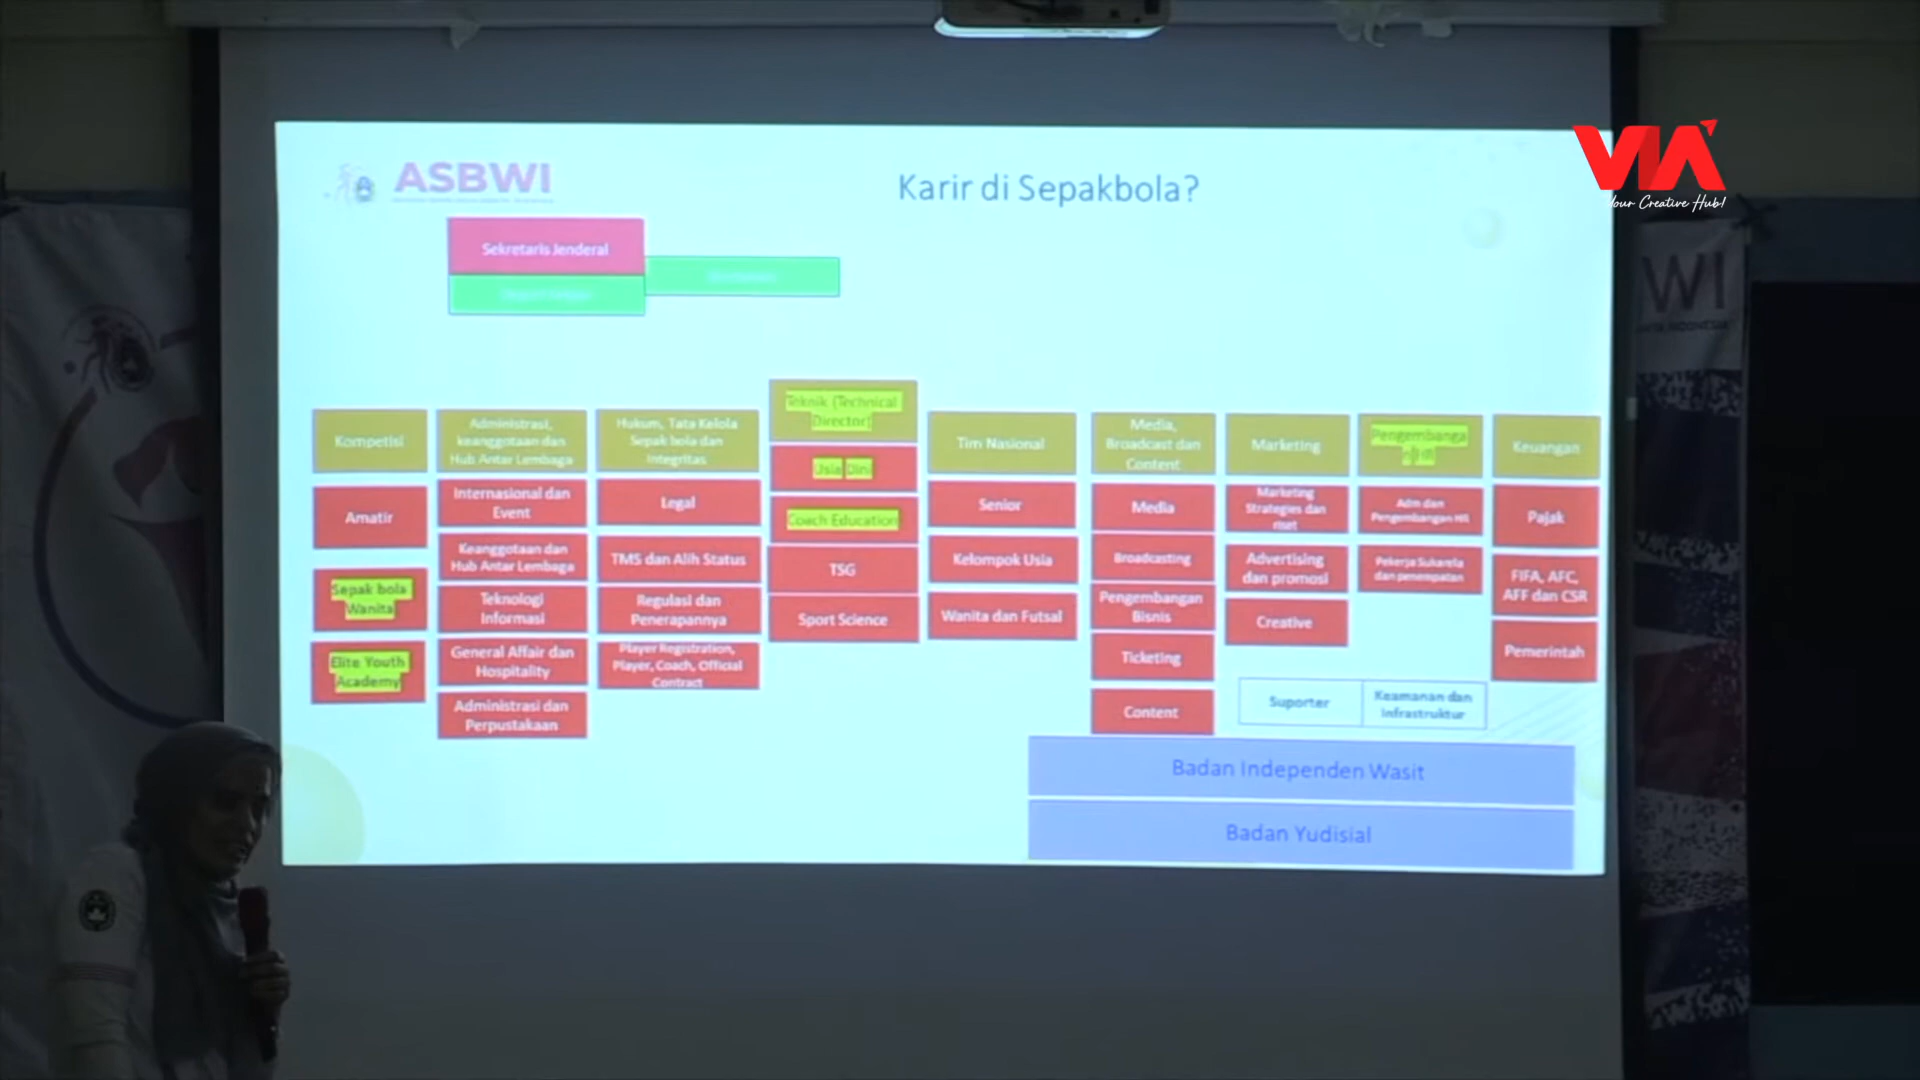 VIA
Your Creative Hub!
ASBWI
Karir di Sepakbola?
Sekretaris Jenderal
Kompetisi
Amatir
Sepak bola
Wanita
Elite Youth
Academy
Administrasi,
keanggotaan dan
Hub Antar Lembaga
Internasional dan
Event
Keanggotaan dan
Hub Antar Lembaga
Teknologi
Informasi
General Affair dan
Hospitality
Administrasi dan
Perpustakaan
Hukum, Tata Kelola
Sepak bola dan
Integritas
Legal
TMS dan Alih Status
Regulasi dan
Penerapannya
Player Registration,
Player, Coach, Official
Contract
Teknik (Technical
Director)
Usia Dini
Coach Education
TSG
Sport Science
Tim Nasional
Senior
Kelompok Usia
Wanita dan Futsal
Media,
Broadcast dan
Content
Media
Broadcasting
Pengembangan
Bisnis
Ticketing
Content
Marketing
Marketing
Strategies dan
riset
Advertising
dan promosi
Creative
Pengembanga
n HR
Adm dan
Pengembangan HR
Pekerja Sukarela
dan penempatan
Keuangan
Pajak
FIFA, AFC,
AFF dan CSR
Pemerintah
Suporter
Keamanan dan
Infrastruktur
Badan Independen Wasit
Badan Yudisial
WI